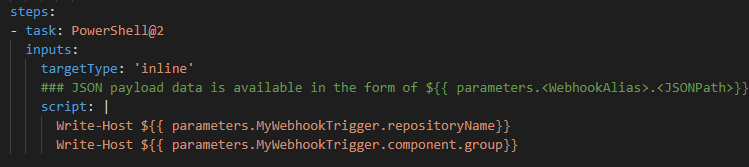 steps:
- task: PowerShell@2
inputs:
targetType: 'inline'
### JSON payload data is available in the form of ${{ parameters.<WebhookAlias>.<JSONPath>}}
script: |
Write-Host ${{ parameters.MyWebhookTrigger.repositoryName}}
Write-Host ${{ parameters.MyWebhookTrigger.component.group}}